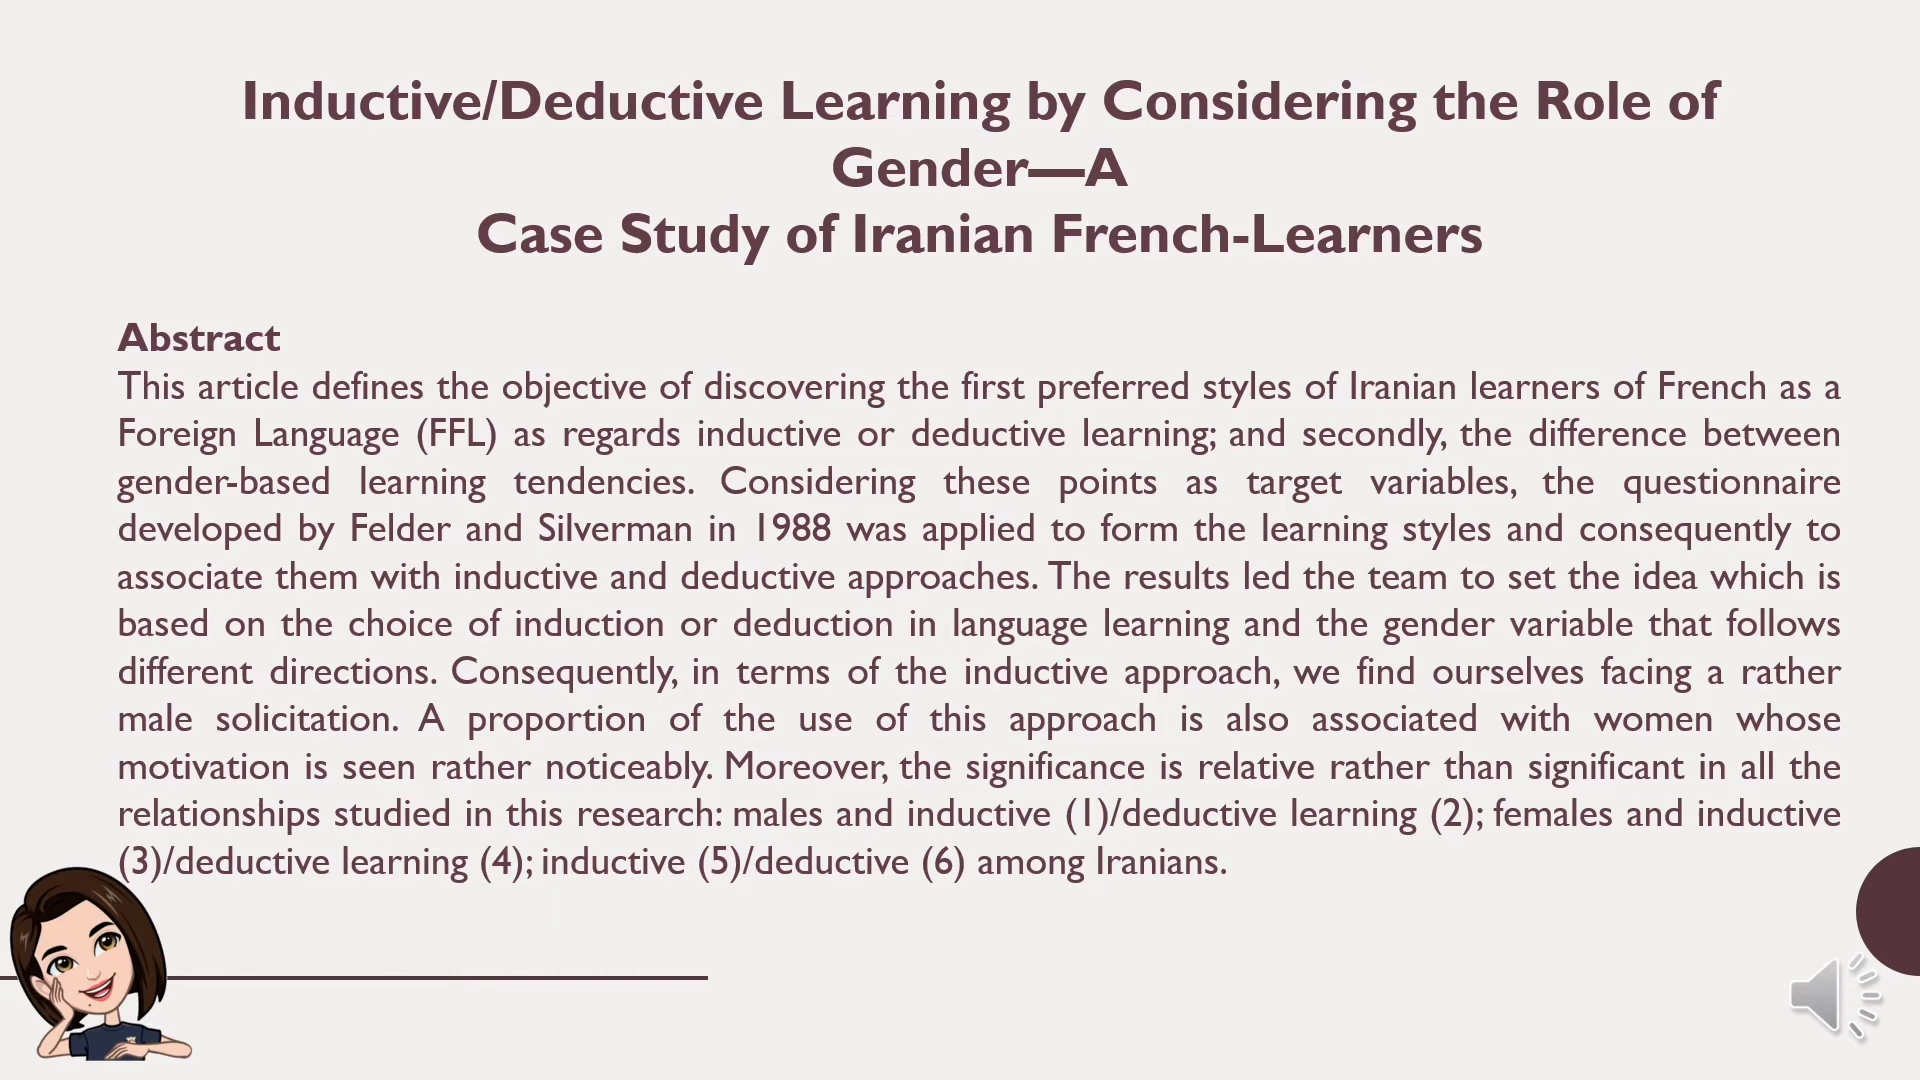 Inductive/Deductive Learning by Considering the Role of
Gender—A
Case Study of Iranian French-Learners
Abstract
This article defines the objective of discovering the first preferred styles of Iranian learners of French as a
Foreign Language (FFL) as regards inductive or deductive learning; and secondly, the difference between
gender-based learning tendencies. Considering these points as target variables, the questionnaire
developed by Felder and Silverman in 1988 was applied to form the learning styles and consequently to
associate them with inductive and deductive approaches. The results led the team to set the idea which is
based on the choice of induction or deduction in language learning and the gender variable that follows
different directions. Consequently, in terms of the inductive approach, we find ourselves facing a rather
male solicitation. A proportion of the use of this approach is also associated with women whose
motivation is seen rather noticeably. Moreover, the significance is relative rather than significant in all the
relationships studied in this research: males and inductive (1)/deductive learning (2); females and inductive
(3)/deductive learning (4); inductive (5)/deductive (6) among Iranians.